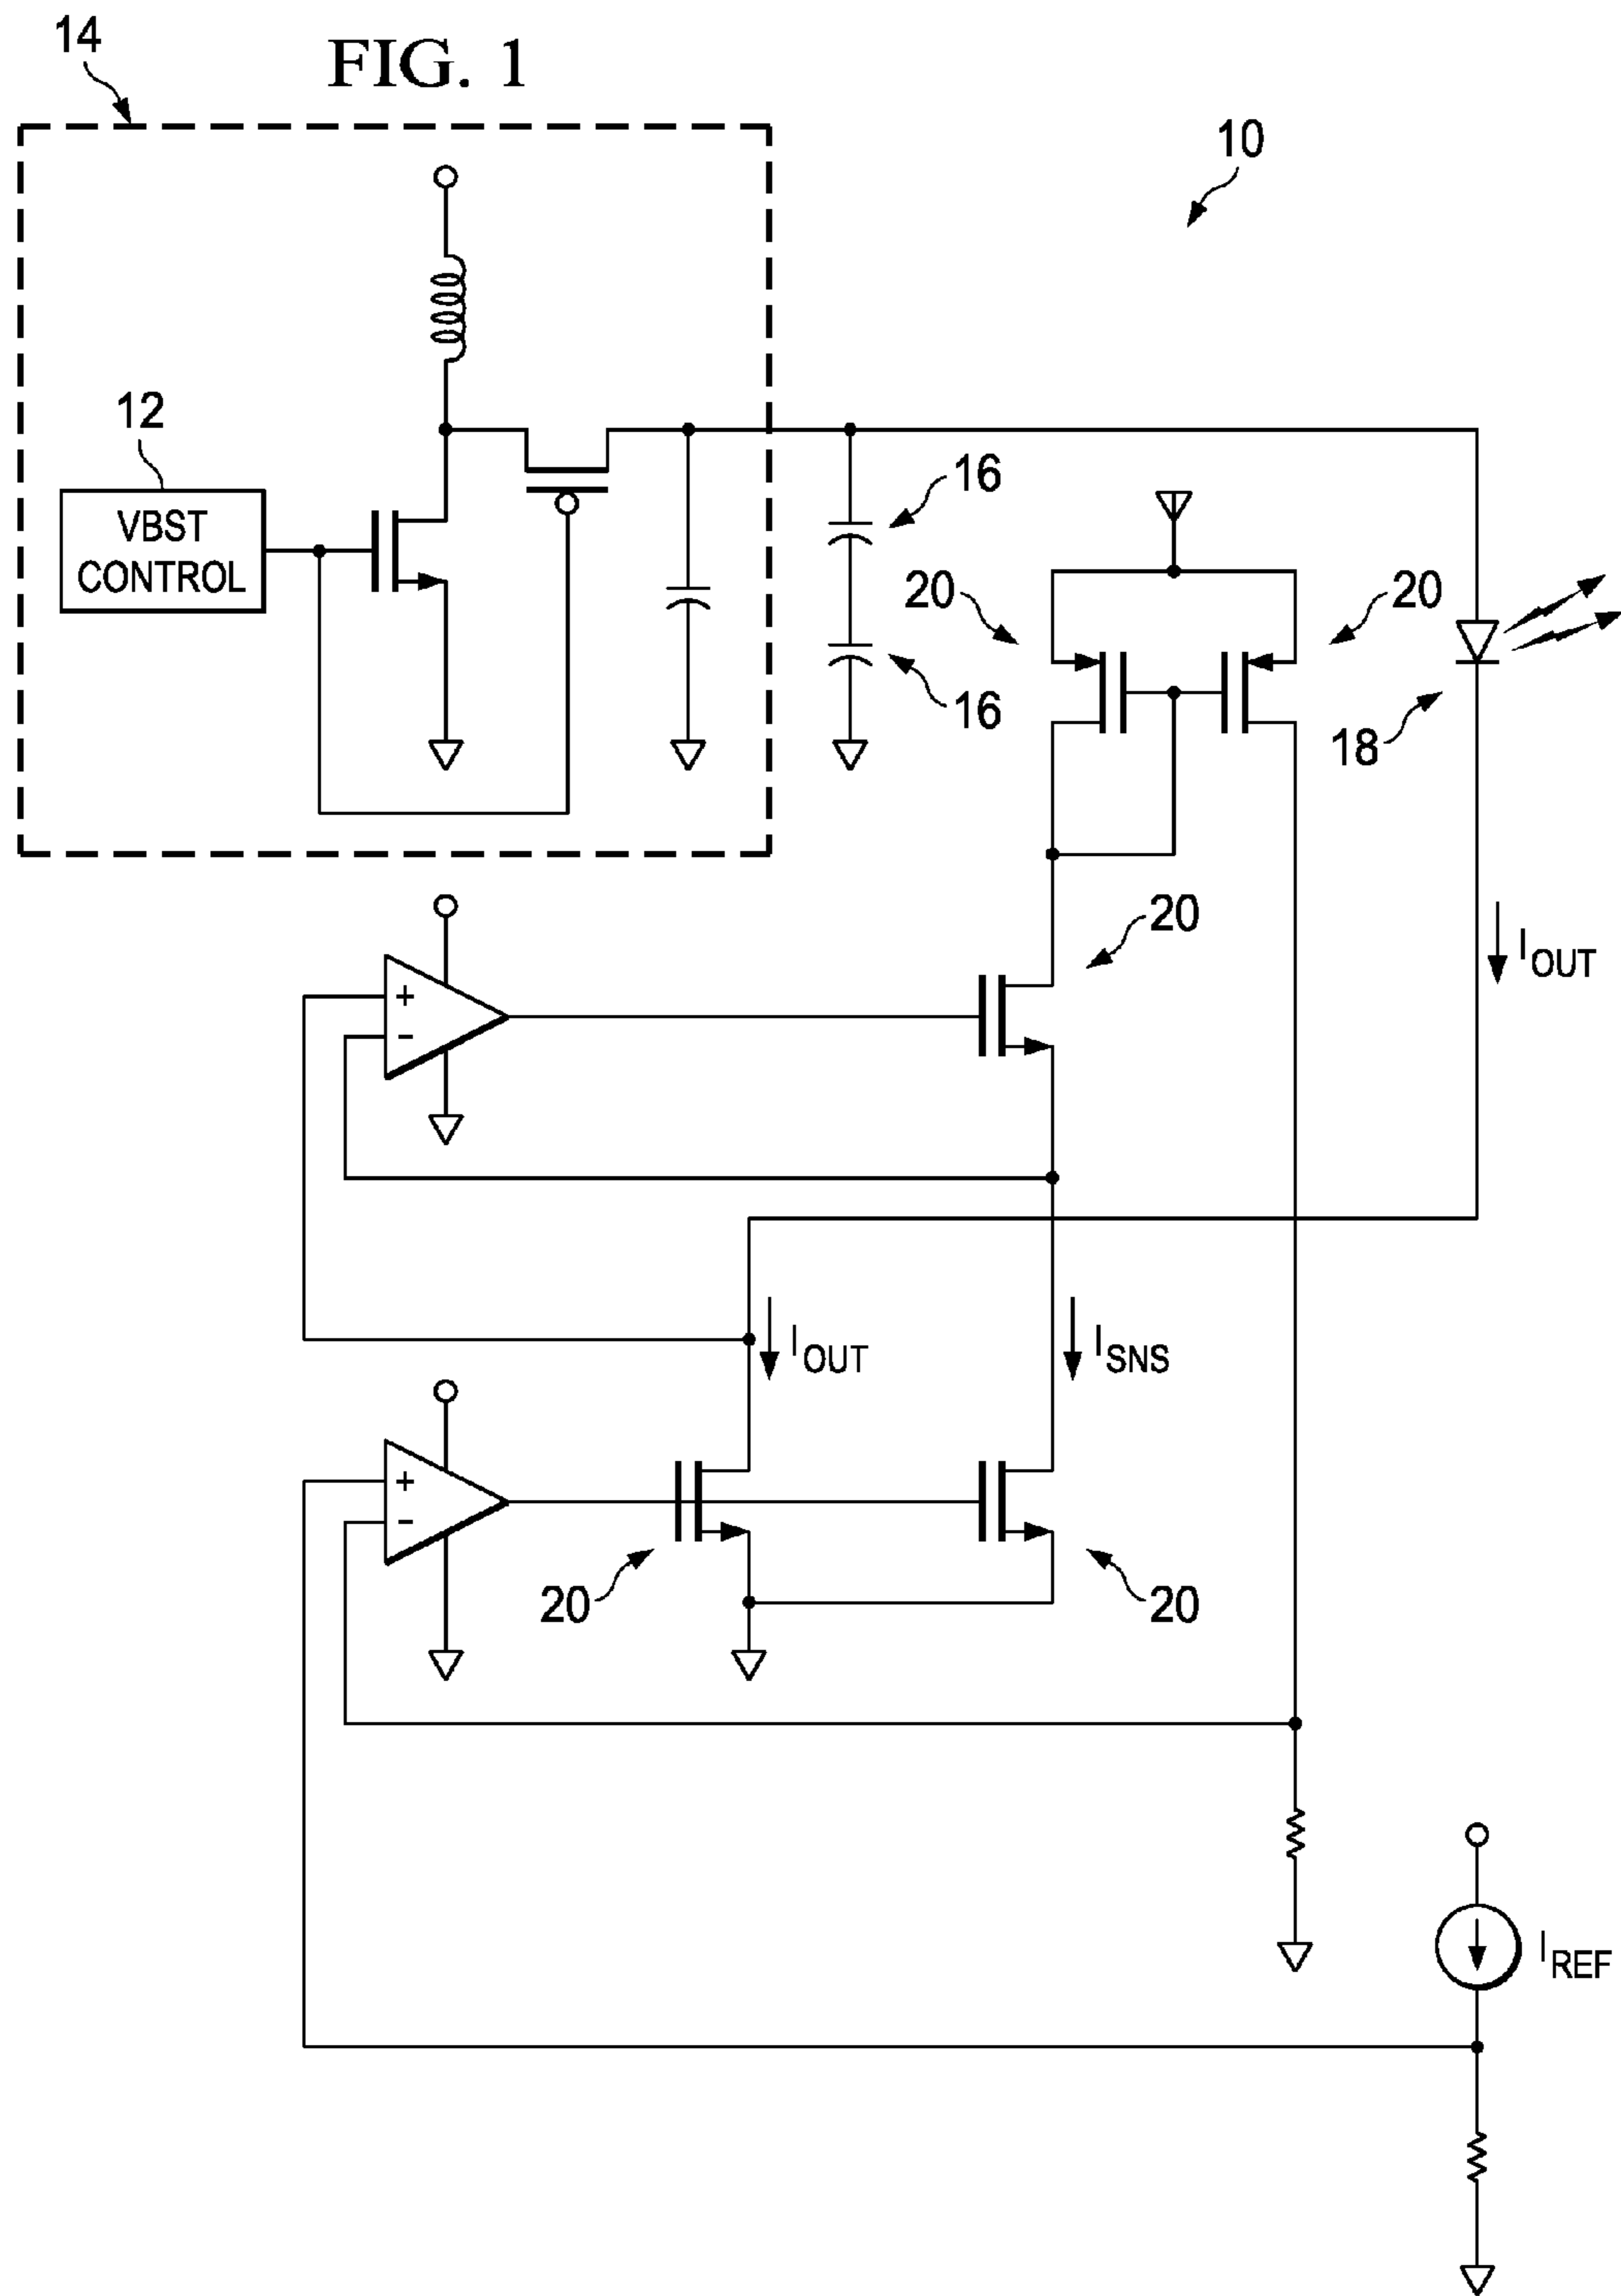 FIG. 1
14
10
12
VBST
CONTROL
16
16
20
20
18
20
I_OUT
+
-
I_OUT
I_SNS
+
-
20
20
I_REF